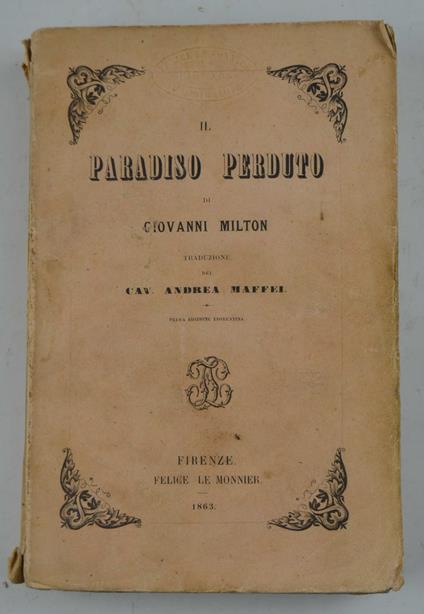 IL
PARADISO PERDUTO
DI
GIOVANNI MILTON
TRADUZIONE
DEL
CAV. ANDREA MAFFEI.
PRIMA EDIZIONE FIORENTINA.
FIRENZE.
FELICE LE MONNIER.
1863.